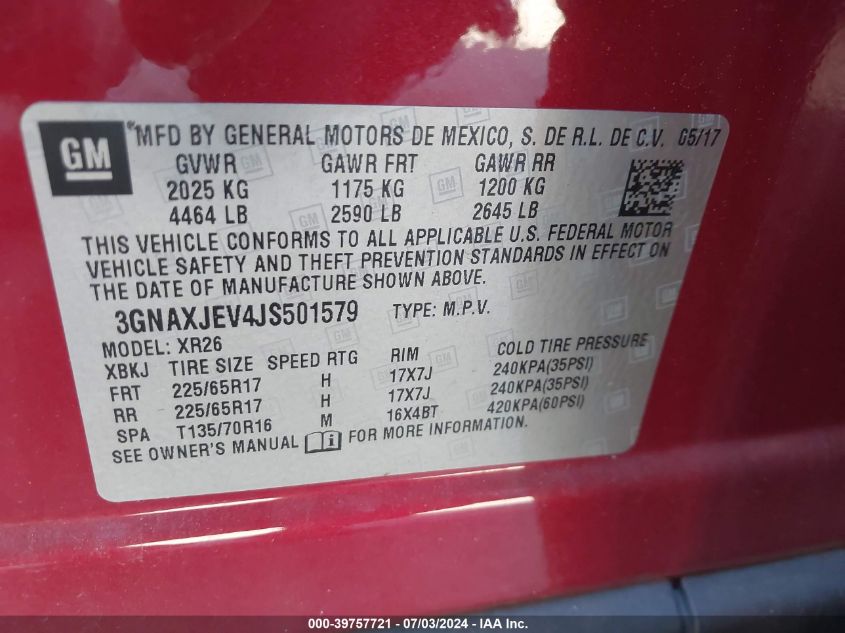 GM *MFD BY GENERAL MOTORS DE MEXICO, S. DE R.L. DE C.V. 05/17
GVWR GAWR FRT GAWR RR
2025 KG 1175 KG 1200 KG
4464 LB 2590 LB 2645 LB
THIS VEHICLE CONFORMS TO ALL APPLICABLE U.S. FEDERAL MOTOR
VEHICLE SAFETY AND THEFT PREVENTION STANDARDS IN EFFECT ON
THE DATE OF MANUFACTURE SHOWN ABOVE.
3GNAXJEV4JS501579 TYPE: M.P.V.
MODEL: XR26
XBKJ TIRE SIZE SPEED RTG RIM COLD TIRE PRESSURE
FRT 225/65R17 H 17X7J 240KPA(35PSI)
RR 225/65R17 H 17X7J 240KPA(35PSI)
SPA T135/70R16 M 16X4BT 420KPA(60PSI)
SEE OWNER'S MANUAL i FOR MORE INFORMATION.
000-39757721 - 07/03/2024 - IAA Inc.